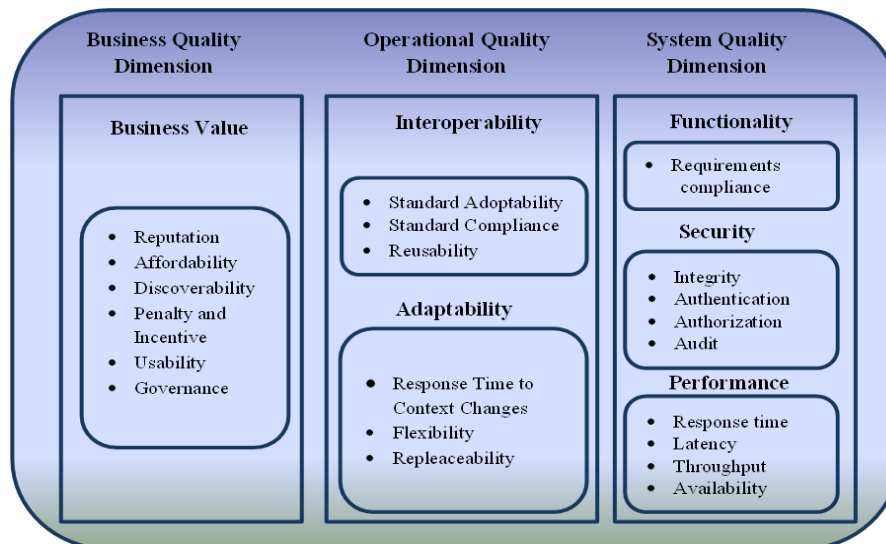 Business Quality
Dimension
Business Value
• Reputation
• Affordability
• Discoverability
• Penalty and
Incentive
• Usability
• Governance
Operational Quality
Dimension
Interoperability
• Standard Adoptability
• Standard Compliance
• Reusability
Adaptability
• Response Time to
Context Changes
• Flexibility
• Repleaceability
System Quality
Dimension
Functionality
• Requirements
compliance
Security
• Integrity
• Authentication
• Authorization
• Audit
Performance
• Response time
• Latency
• Throughput
• Availability